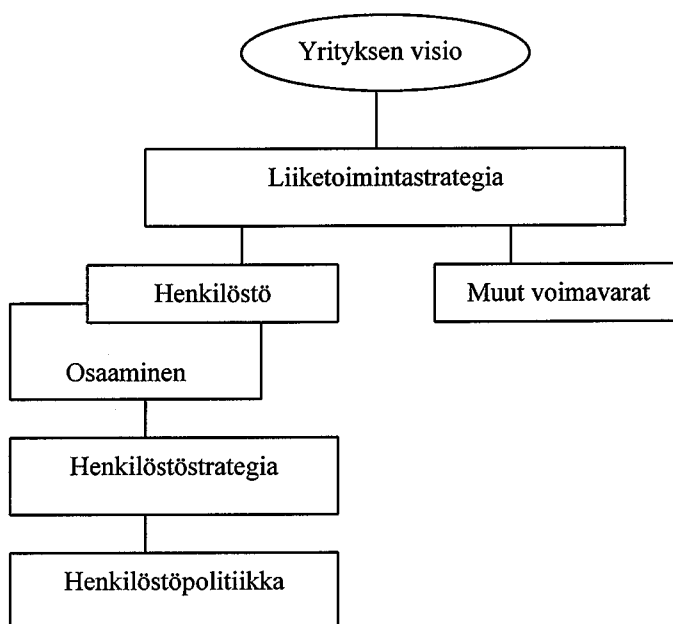 Yrityksen visio
Liiketoimintastrategia
Henkilöstö
Muut voimavarat
Osaaminen
Henkilöstöstrategia
Henkilöstöpolitiikka